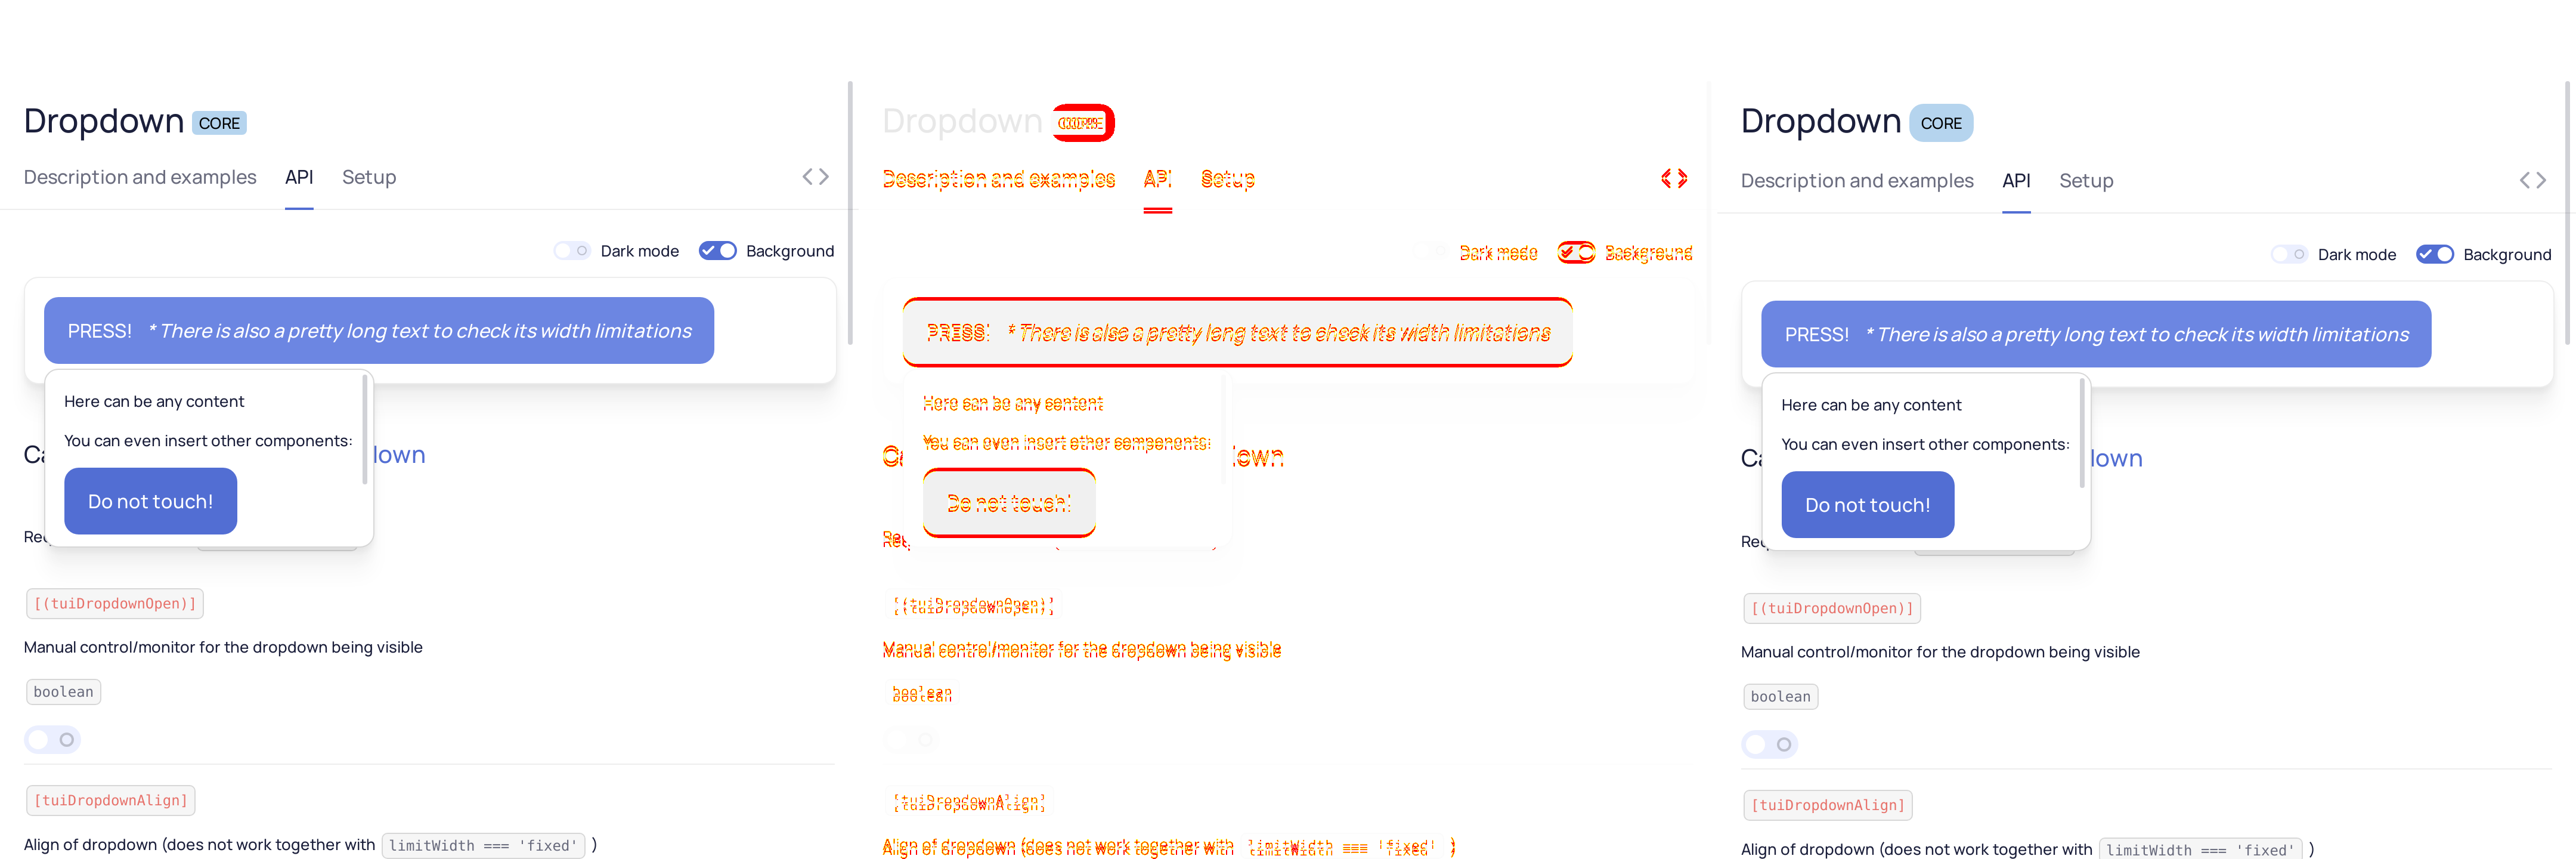 Dropdown CORE
Description and examples API Setup
Dark mode Background
PRESS! * There is also a pretty long text to check its width limitations
Here can be any content
You can even insert other components:
Do not touch!
[(tuiDropdownOpen)]
Manual control/monitor for the dropdown being visible
boolean
[tuiDropdownAlign]
Align of dropdown (does not work together with limitWidth === 'fixed' )
Dropdown CORE
Description and examples API Setup
Dark mode Background
PRESS! * There is also a pretty long text to check its width limitations
Here can be any content
You can even insert other components:
Do not touch!
[(tuiDropdownOpen)]
Manual control/monitor for the dropdown being visible
boolean
[tuiDropdownAlign]
Align of dropdown (does not work together with limitWidth === 'fixed' )
Dropdown CORE
Description and examples API Setup
Dark mode Background
PRESS! * There is also a pretty long text to check its width limitations
Here can be any content
You can even insert other components:
Do not touch!
[(tuiDropdownOpen)]
Manual control/monitor for the dropdown being visible
boolean
[tuiDropdownAlign]
Align of dropdown (does not work together with limitWidth === 'fixed' )